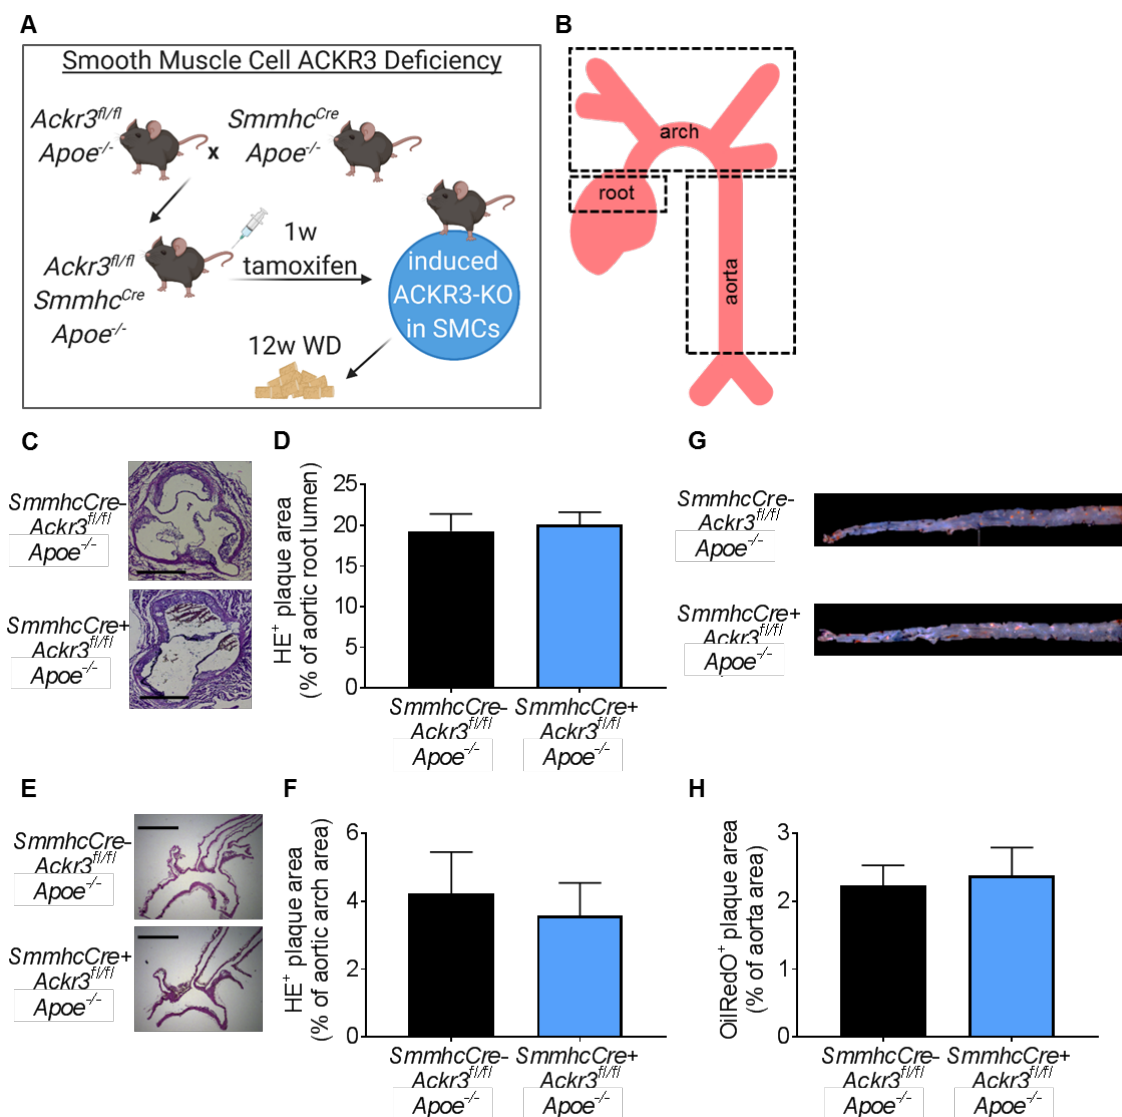 A
Smooth Muscle Cell ACKR3 Deficiency
Ackr3fl/fl
Apoe-/-
x
SmmhcCre
Apoe-/-
Ackr3fl/fl
SmmhcCre
Apoe-/-
1w
tamoxifen
induced
ACKR3-KO
in SMCs
12w WD
B
arch
root
aorta
C
SmmhcCre-
Ackr3fl/fl
Apoe-/-
SmmhcCre+
Ackr3fl/fl
Apoe-/-
D
HE+ plaque area
(% of aortic root lumen)
25
20
15
10
5
0
SmmhcCre-
Ackr3fl/fl
Apoe-/-
SmmhcCre+
Ackr3fl/fl
Apoe-/-
G
SmmhcCre-
Ackr3fl/fl
Apoe-/-
SmmhcCre+
Ackr3fl/fl
Apoe-/-
E
SmmhcCre-
Ackr3fl/fl
Apoe-/-
SmmhcCre+
Ackr3fl/fl
Apoe-/-
F
HE+ plaque area
(% of aortic arch area)
6
4
2
0
SmmhcCre-
Ackr3fl/fl
Apoe-/-
SmmhcCre+
Ackr3fl/fl
Apoe-/-
H
OilRedO+ plaque area
(% of aorta area)
3
2
1
0
SmmhcCre-
Ackr3fl/fl
Apoe-/-
SmmhcCre+
Ackr3fl/fl
Apoe-/-